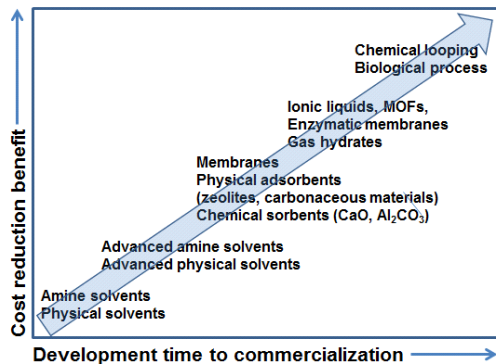 Cost reduction benefit
Chemical looping
Biological process
Ionic liquids, MOFs,
Enzymatic membranes
Gas hydrates
Membranes
Physical adsorbents
(zeolites, carbonaceous materials)
Chemical sorbents (CaO, Al₂CO₃)
Advanced amine solvents
Advanced physical solvents
Amine solvents
Physical solvents
Development time to commercialization